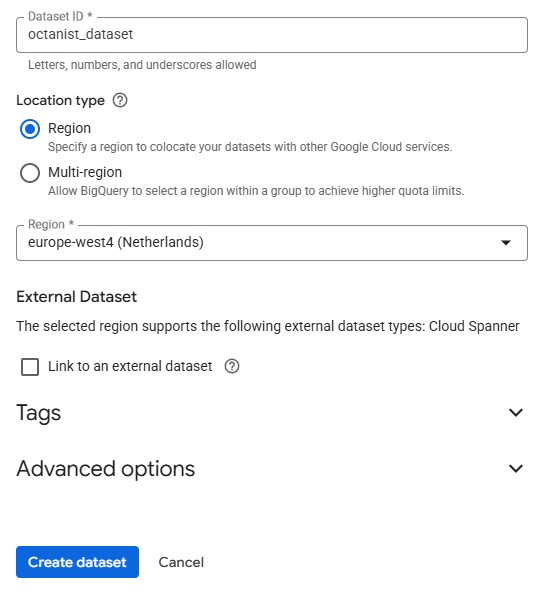 Dataset ID *
octanist_dataset
Letters, numbers, and underscores allowed
Location type
Region
Specify a region to colocate your datasets with other Google Cloud services.
Multi-region
Allow BigQuery to select a region within a group to achieve higher quota limits.
Region *
europe-west4 (Netherlands)
External Dataset
The selected region supports the following external dataset types: Cloud Spanner
Link to an external dataset
Tags
Advanced options
Create dataset Cancel